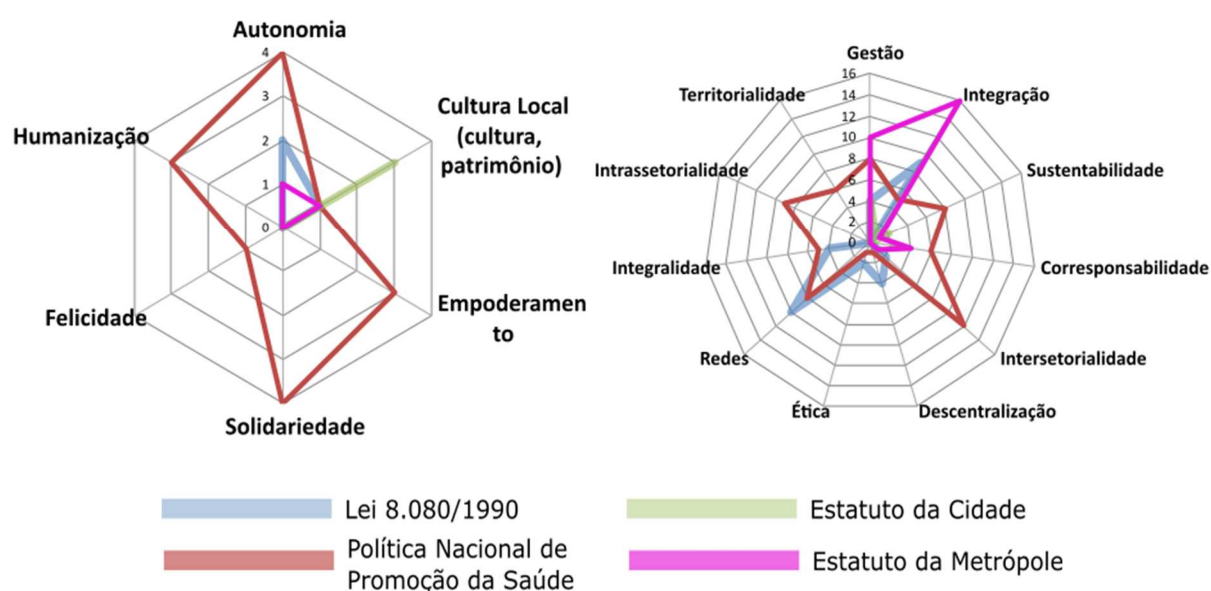 Autonomia
4
3
2
1
0
Cultura Local
(cultura,
patrimônio)
Empoderamen
to
Solidariedade
Felicidade
Humanização
Gestão
16
14
12
10
8
6
4
2
0
Integração
Sustentabilidade
Corresponsabilidade
Intersetorialidade
Descentralização
Ética
Redes
Integralidade
Intrassetorialidade
Territorialidade
Lei 8.080/1990
Política Nacional de
Promoção da Saúde
Estatuto da Cidade
Estatuto da Metrópole